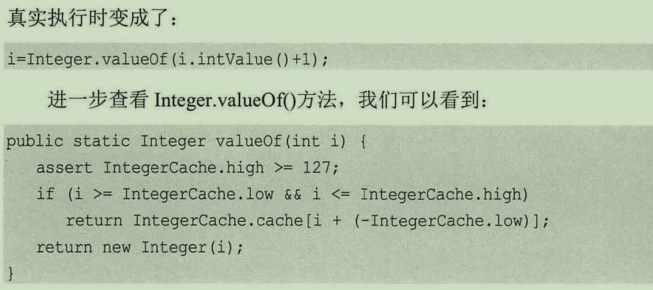 真实执行时变成了：
i=Integer.valueOf(i.intValue()+1);
进一步查看 Integer.valueOf()方法，我们可以看到：
public static Integer valueOf(int i) {
assert IntegerCache.high >= 127;
if (i >= IntegerCache.low && i <= IntegerCache.high)
return IntegerCache.cache[i + (-IntegerCache.low)];
return new Integer(i);
}